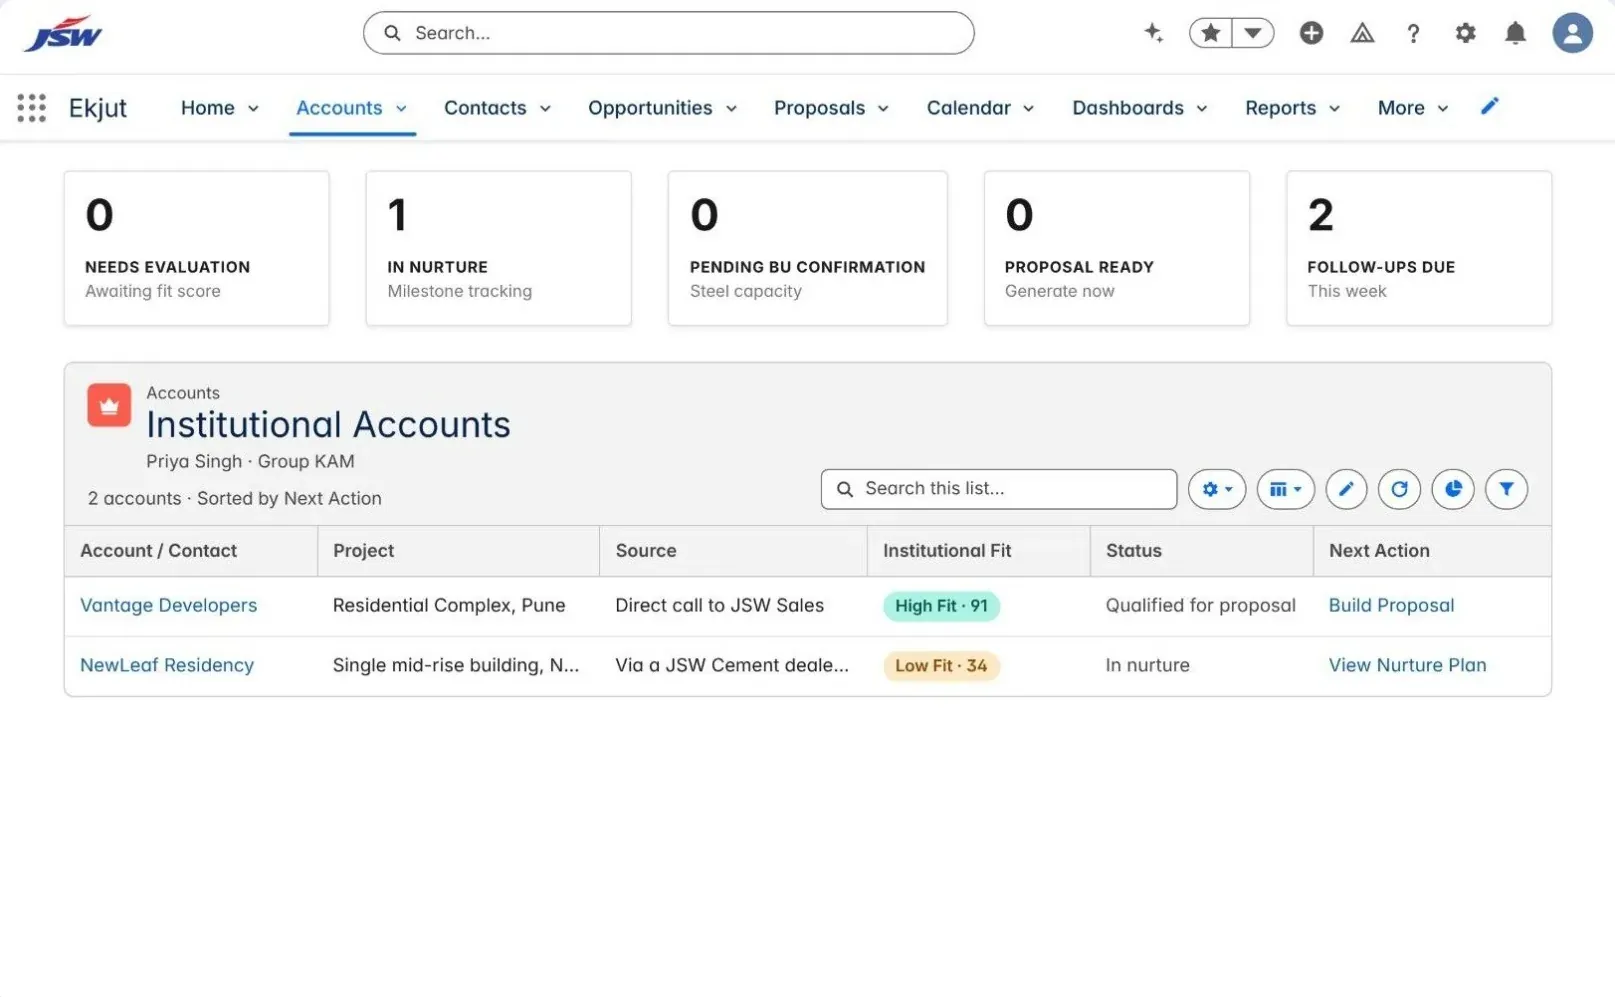 JSW
Search...
Ekjut
Home
Accounts
Contacts
Opportunities
Proposals
Calendar
Dashboards
Reports
More
0
NEEDS EVALUATION
Awaiting fit score
1
IN NURTURE
Milestone tracking
0
PENDING BU CONFIRMATION
Steel capacity
0
PROPOSAL READY
Generate now
2
FOLLOW-UPS DUE
This week
Accounts
Institutional Accounts
Priya Singh · Group KAM
2 accounts · Sorted by Next Action
Search this list...
Account / Contact
Project
Source
Institutional Fit
Status
Next Action
Vantage Developers
Residential Complex, Pune
Direct call to JSW Sales
High Fit · 91
Qualified for proposal
Build Proposal
NewLeaf Residency
Single mid-rise building, N...
Via a JSW Cement deale...
Low Fit · 34
In nurture
View Nurture Plan